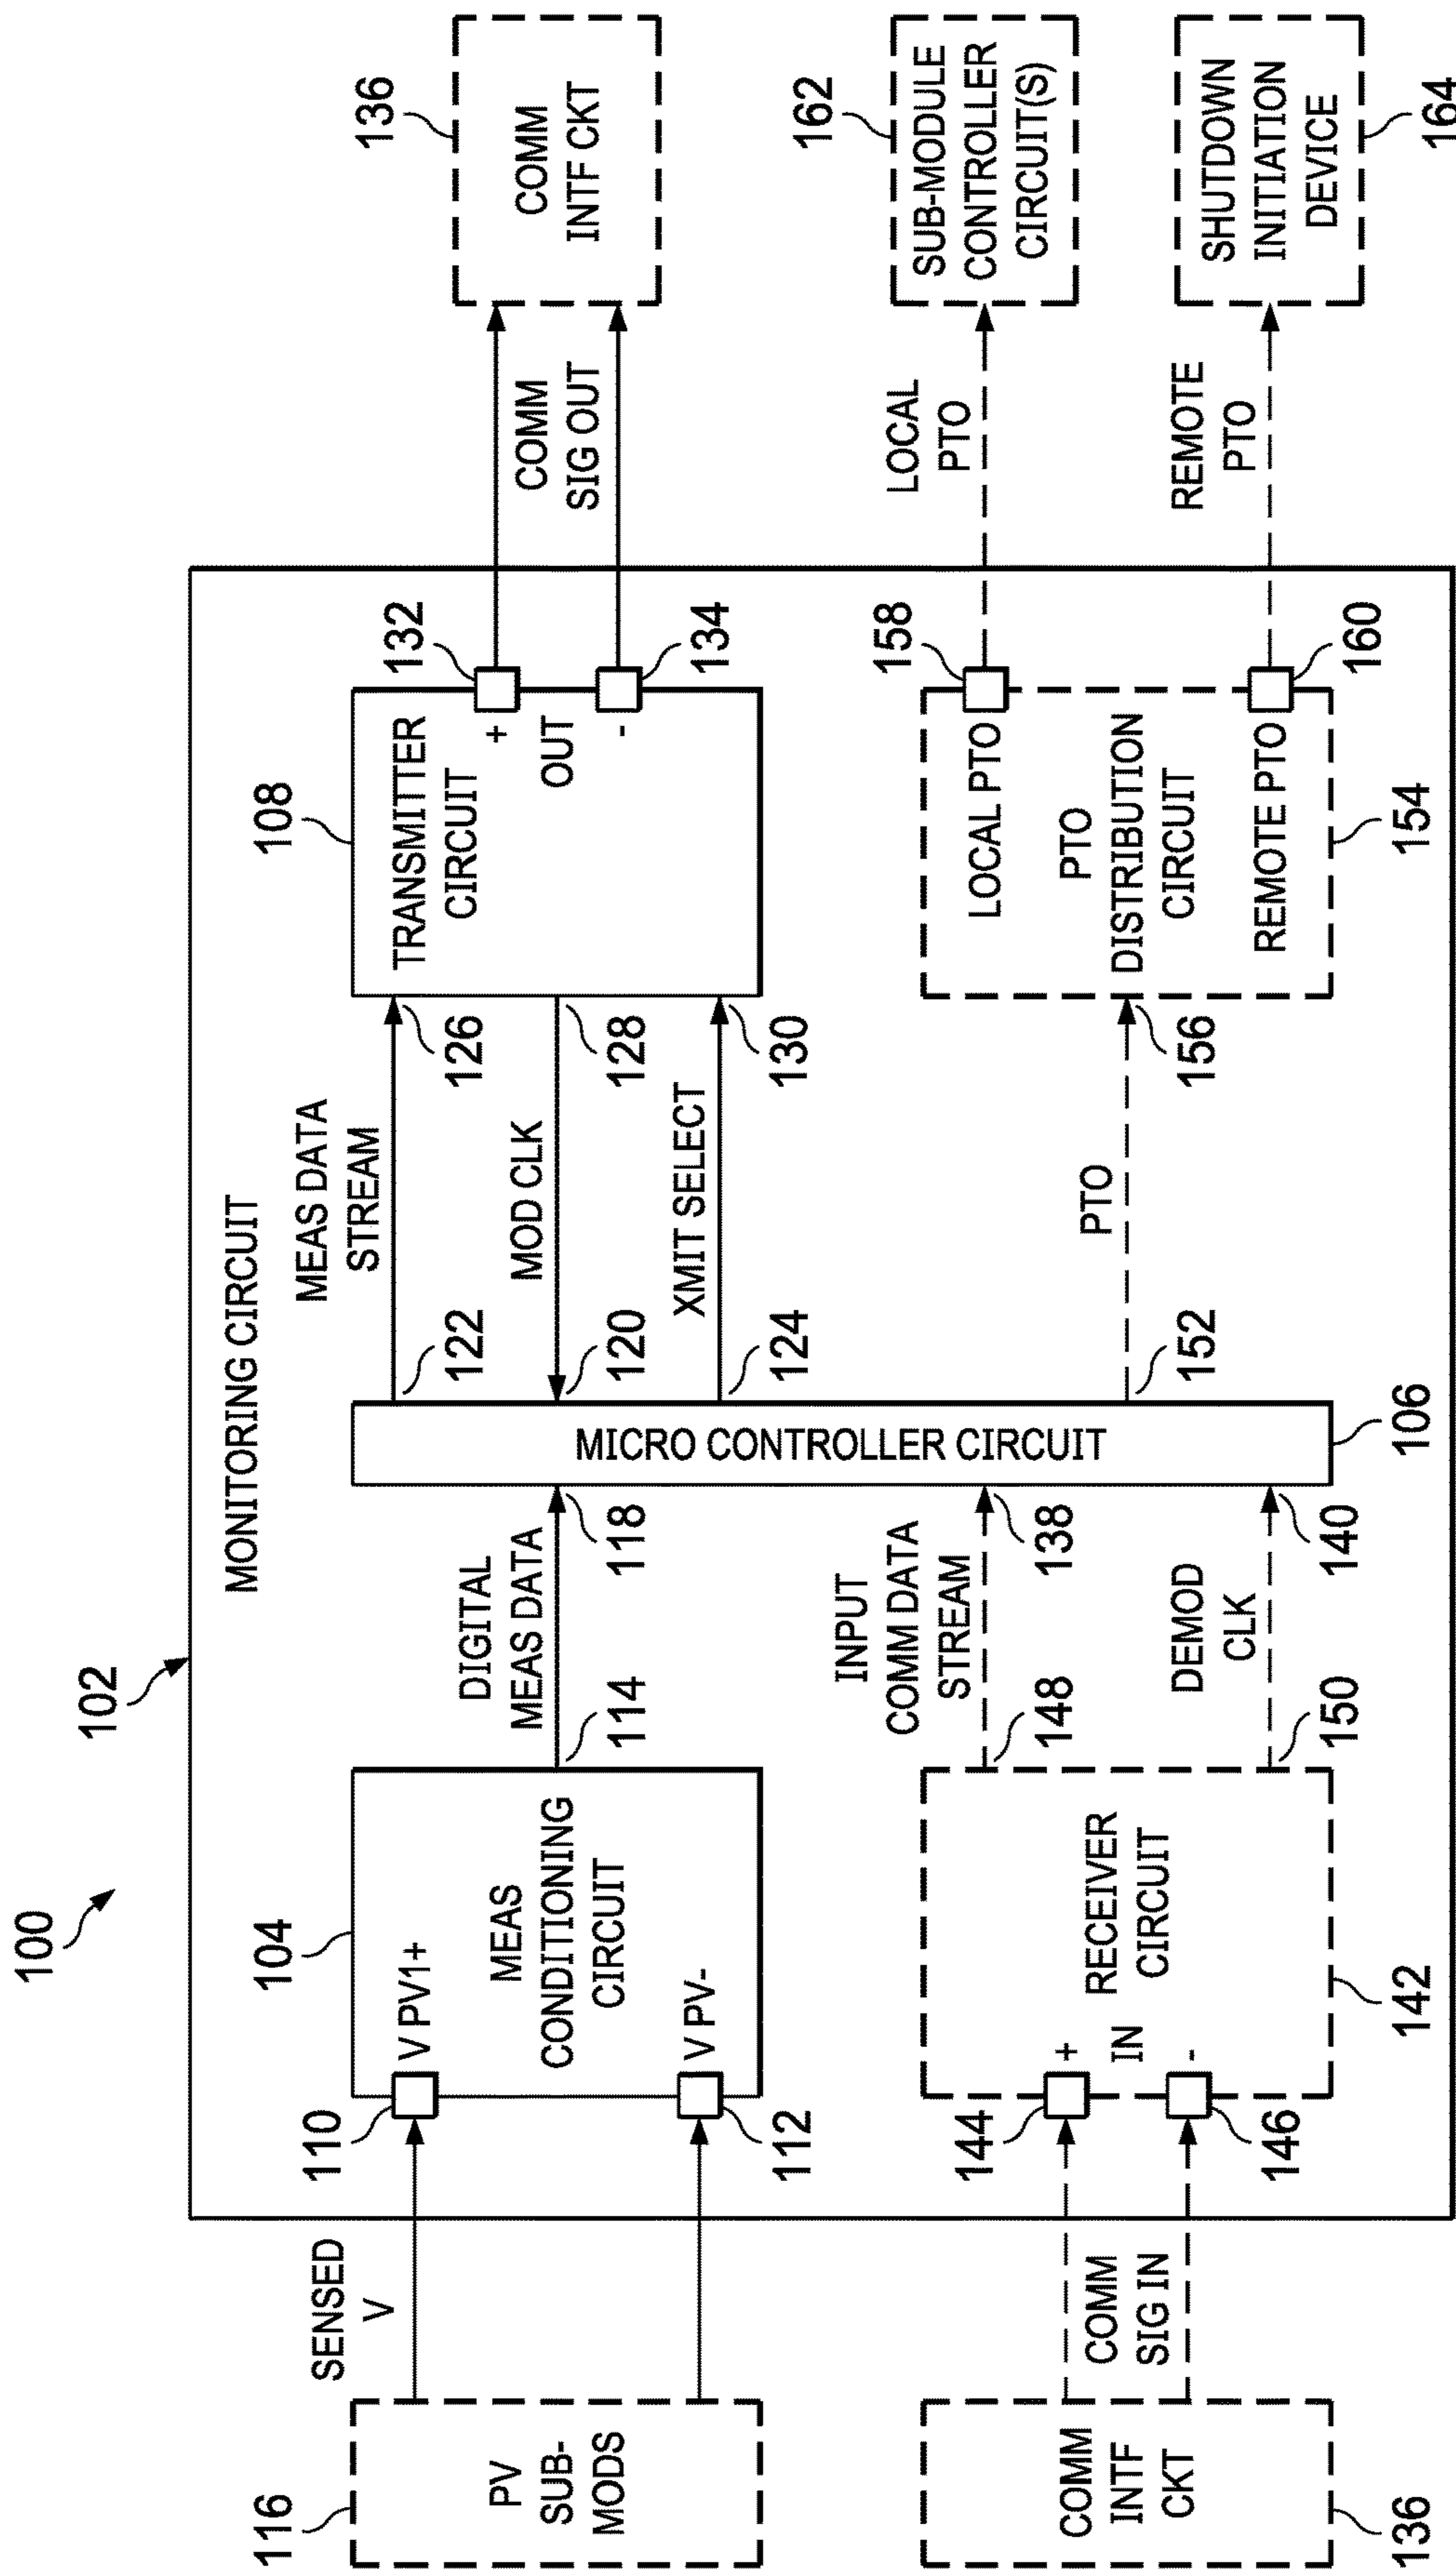 100
102
MONITORING CIRCUIT
116
PV
SUB-
MODS
SENSED
V
110
V PV1+
112
V PV-
104
MEAS
CONDITIONING
CIRCUIT
114
DIGITAL
MEAS DATA
118
MICRO CONTROLLER CIRCUIT
106
122
MEAS DATA
STREAM
126
120
MOD CLK
128
124
XMIT SELECT
130
108
TRANSMITTER
CIRCUIT
+
OUT
-
132
134
COMM
SIG OUT
136
COMM
INTF CKT
136
COMM
INTF
CKT
COMM
SIG IN
144
146
+
IN
-
RECEIVER
CIRCUIT
142
148
INPUT
COMM DATA
STREAM
138
150
DEMOD
CLK
140
152
PTO
156
LOCAL PTO
PTO
DISTRIBUTION
CIRCUIT
REMOTE PTO
154
158
160
LOCAL
PTO
REMOTE
PTO
162
SUB-MODULE
CONTROLLER
CIRCUIT(S)
SHUTDOWN
INITIATION
DEVICE
164